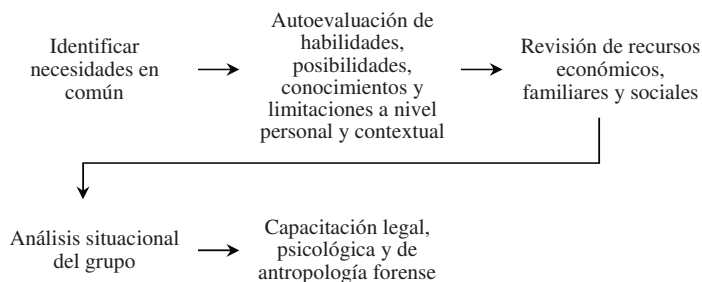 Identificar
necesidades en
común
Autoevaluación de
habilidades,
posibilidades,
conocimientos y
limitaciones a nivel
personal y contextual
Revisión de recursos
económicos,
familiares y sociales
Análisis situacional
del grupo
Capacitación legal,
psicológica y de
antropología forense